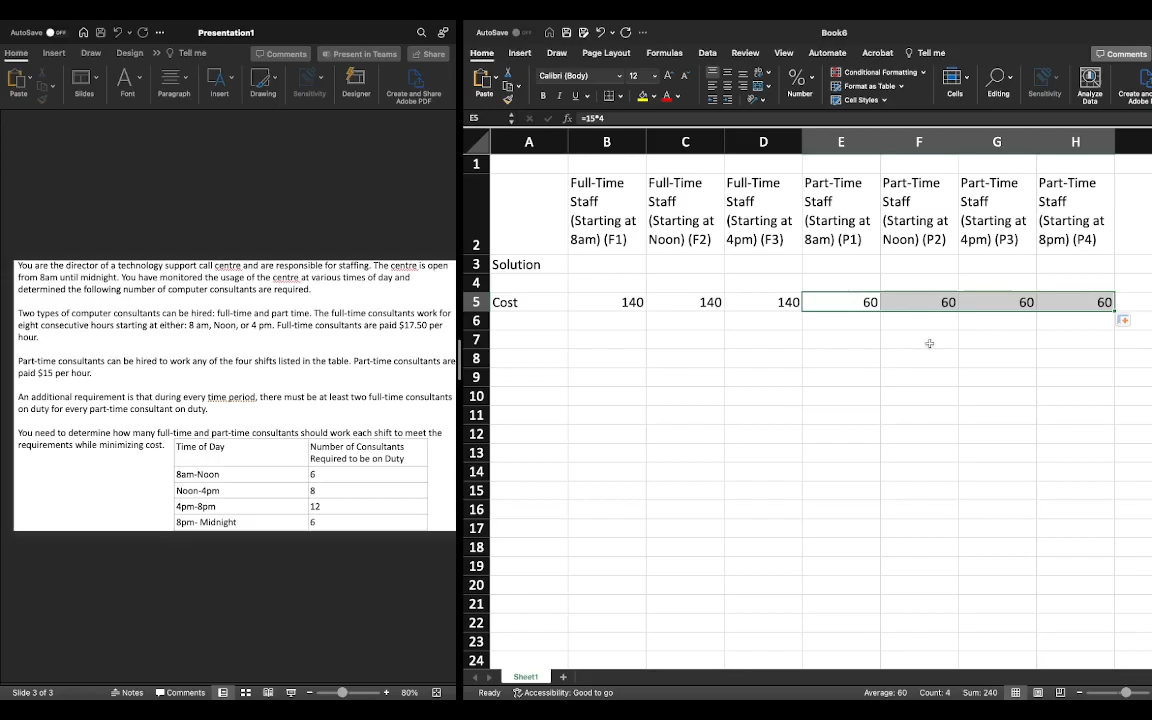 AutoSave OFF Presentation1
Home Insert Draw Design Tell me Comments Present in Teams Share
Paste Slides Font Paragraph Insert Drawing Sensitivity Designer Create and Share Adobe PDF
You are the director of a technology support call centre and are responsible for staffing. The centre is open
from 8am until midnight. You have monitored the usage of the centre at various times of day and
determined the following number of computer consultants are required.
Two types of computer consultants can be hired: full-time and part time. The full-time consultants work for
eight consecutive hours starting at either: 8 am, Noon, or 4 pm. Full-time consultants are paid $17.50 per
hour.
Part-time consultants can be hired to work any of the four shifts listed in the table. Part-time consultants are
paid $15 per hour.
An additional requirement is that during every time period, there must be at least two full-time consultants
on duty for every part-time consultant on duty.
You need to determine how many full-time and part-time consultants should work each shift to meet the
requirements while minimizing cost.
Time of Day Number of Consultants
Required to be on Duty
8am-Noon 6
Noon-4pm 8
4pm-8pm 12
8pm- Midnight 6
Slide 3 of 3 Notes Comments 80%
AutoSave OFF Book6
Home Insert Draw Page Layout Formulas Data Review View Automate Acrobat Tell me Comments
Paste Calibri (Body) 12 A A
B I U A Number
Conditional Formatting
Format as Table
Cell Styles
Cells Editing Sensitivity Analyze Data
E5 fx =15*4
A B C D E F G H
1
2
Full-Time Staff (Starting at 8am) (F1)
Full-Time Staff (Starting at Noon) (F2)
Full-Time Staff (Starting at 4pm) (F3)
Part-Time Staff (Starting at 8am) (P1)
Part-Time Staff (Starting at Noon) (P2)
Part-Time Staff (Starting at 4pm) (P3)
Part-Time Staff (Starting at 8pm) (P4)
3 Solution
4
5 Cost 140 140 140 60 60 60 60
6
7
8
9
10
11
12
13
14
15
16
17
18
19
20
21
22
23
24
Sheet1
Ready Accessibility: Good to go Average: 60 Count: 4 Sum: 240